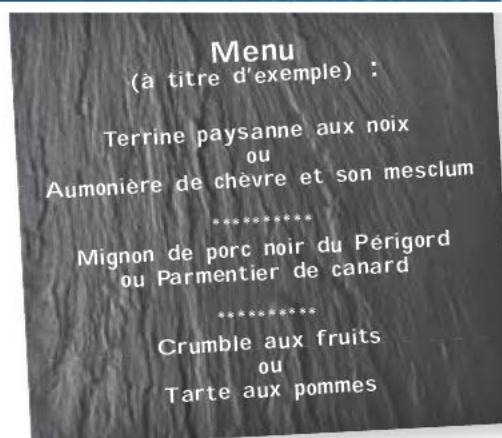 Menu
(à titre d'exemple) :
Terrine paysanne aux noix
ou
Aumonière de chèvre et son mesclum
**********
Mignon de porc noir du Périgord
ou Parmentier de canard
**********
Crumble aux fruits
ou
Tarte aux pommes